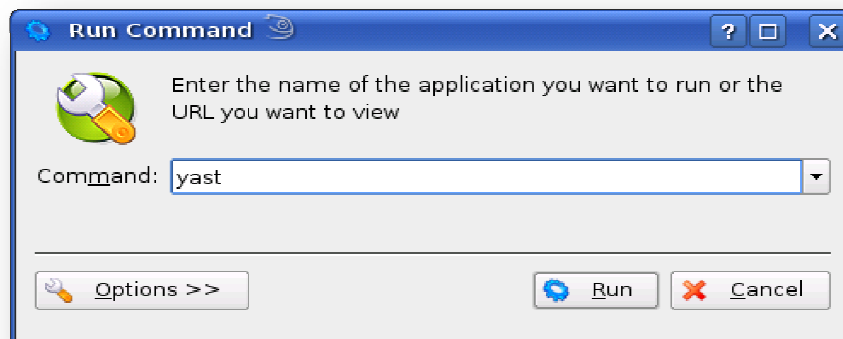 Run Command
?
Enter the name of the application you want to run or the
URL you want to view
Command: yast
Options >> Run Cancel